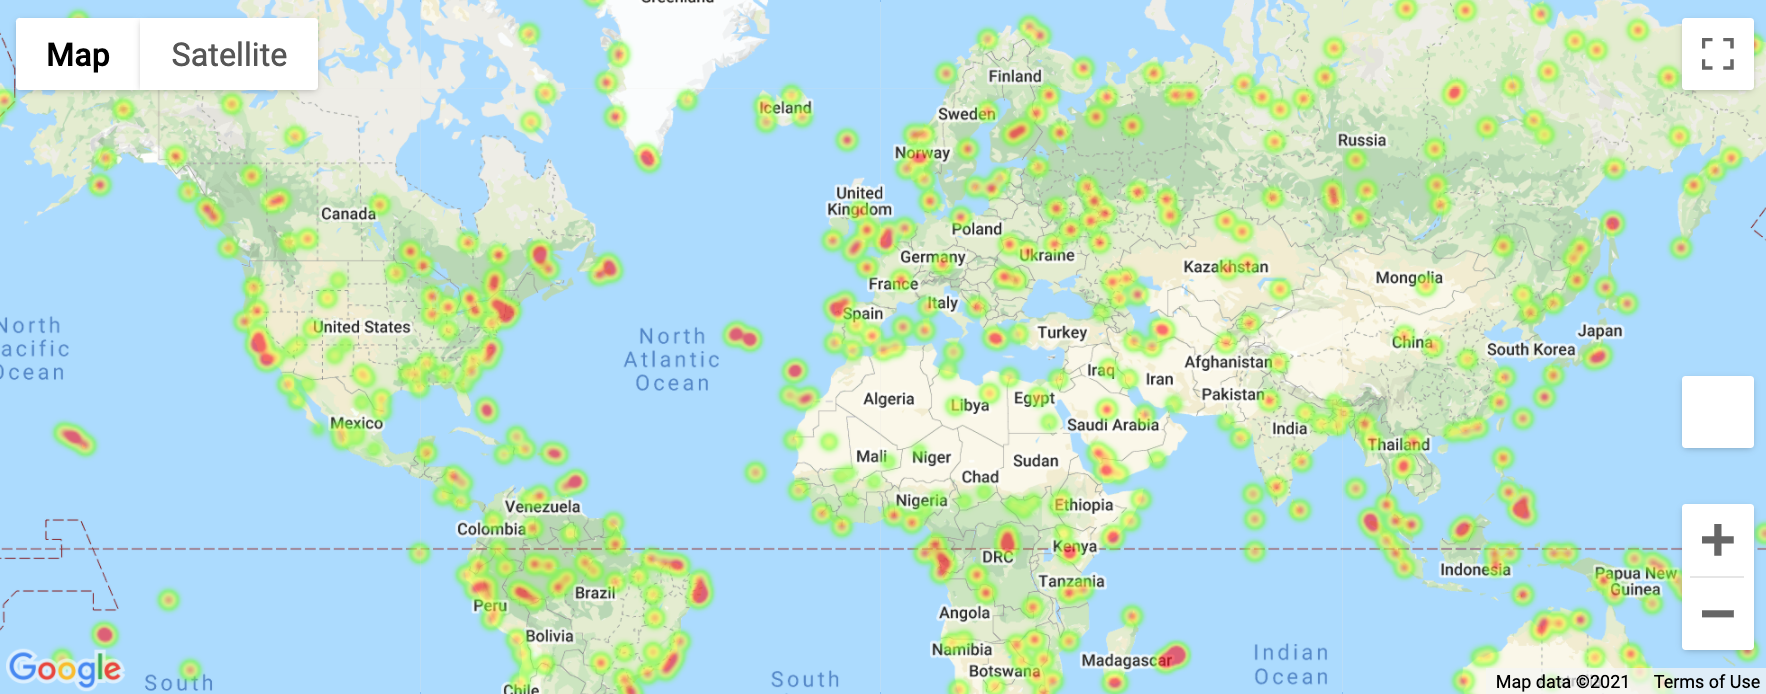 Greenland
Map
Satellite
Finland
Iceland
Sweden
Russia
Norway
United
Kingdom
Canada
Poland
Germany
Ukraine
Kazakhstan
Mongolia
France
Italy
Spain
North
acific
Ocean
United States
North
Atlantic
Ocean
Turkey
Japan
China
South Korea
Afghanistan
Iraq
Iran
Algeria
Libya
Egypt
Pakistan
Mexico
Saudi Arabia
India
Thailand
Mali
Niger
Sudan
Chad
Venezuela
Nigeria
Ethiopia
Colombia
DRC
Kenya
Indonesia
Papua New
Guinea
Tanzania
Brazil
Peru
Angola
Bolivia
Namibia
Madagascar
Indian
Ocean
Botswana
Google
South
South
Chile
Map data ©2021
Terms of Use